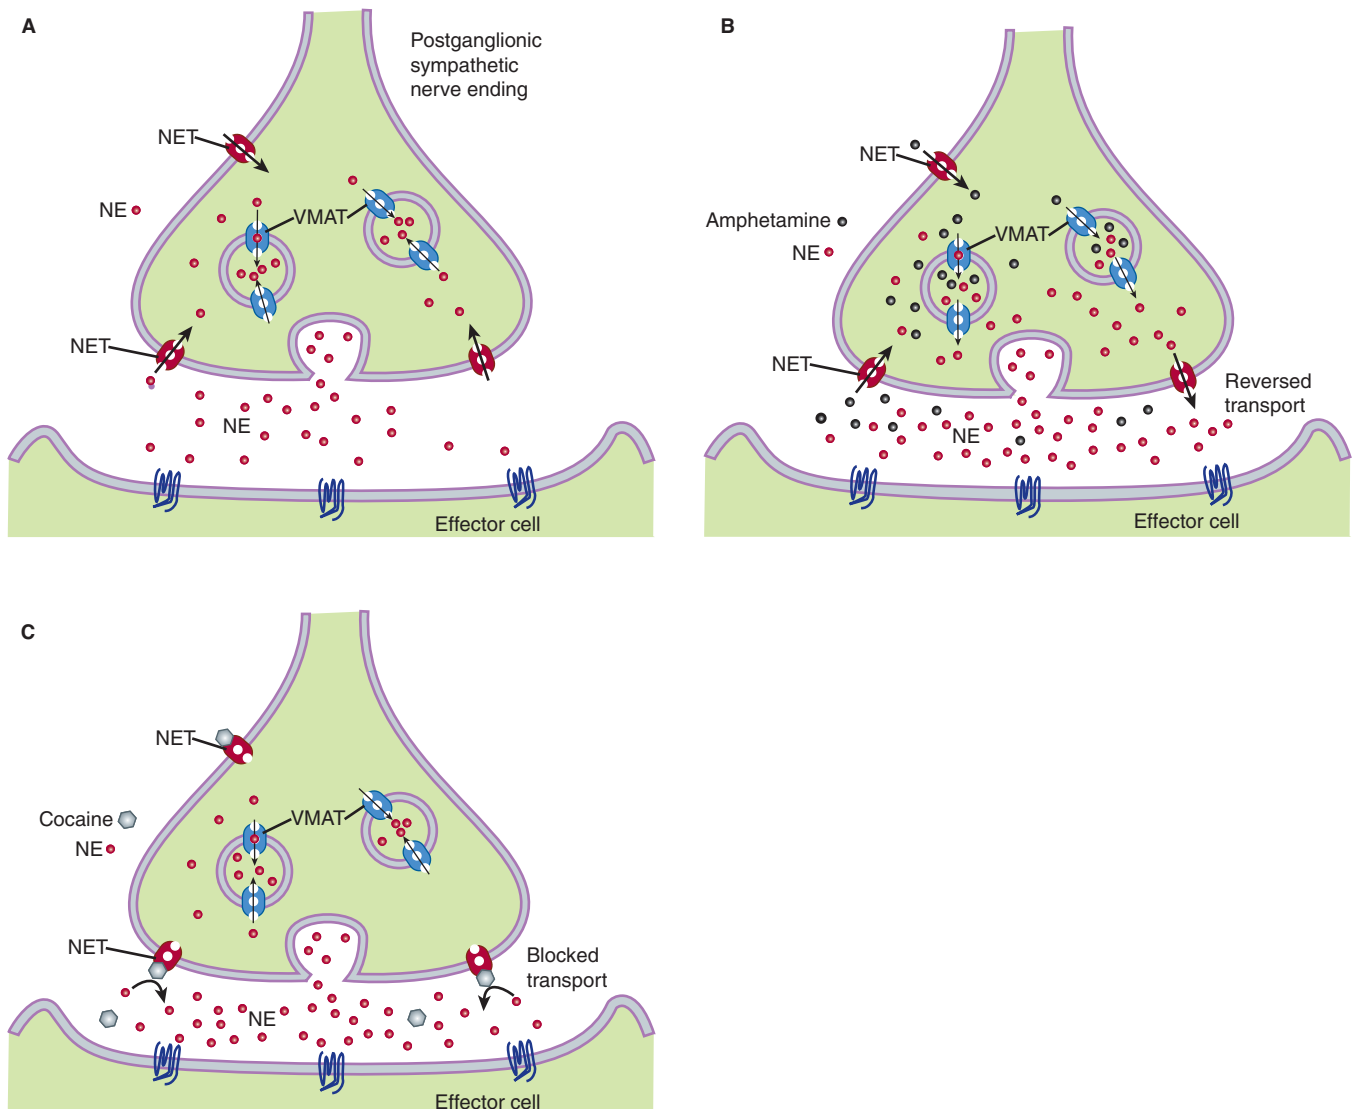 A
Postganglionic
sympathetic
nerve ending
NET
NE
VMAT
NET
NE
Effector cell
B
NET
Amphetamine
NE
VMAT
NET
Reversed
transport
NE
Effector cell
C
NET
Cocaine
NE
VMAT
NET
Blocked
transport
NE
Effector cell